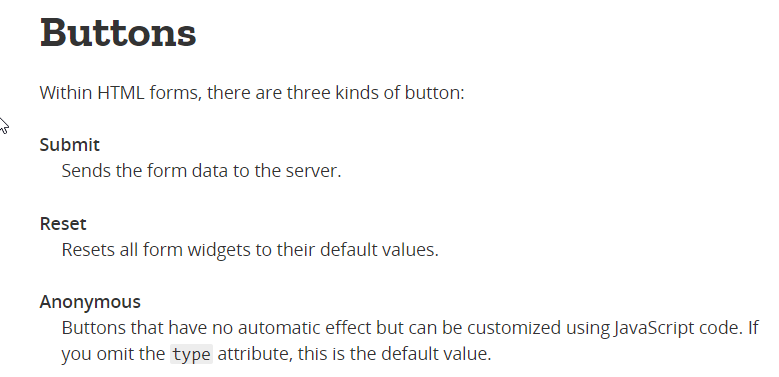 Buttons
Within HTML forms, there are three kinds of button:
Submit
Sends the form data to the server.
Reset
Resets all form widgets to their default values.
Anonymous
Buttons that have no automatic effect but can be customized using JavaScript code. If
you omit the type attribute, this is the default value.